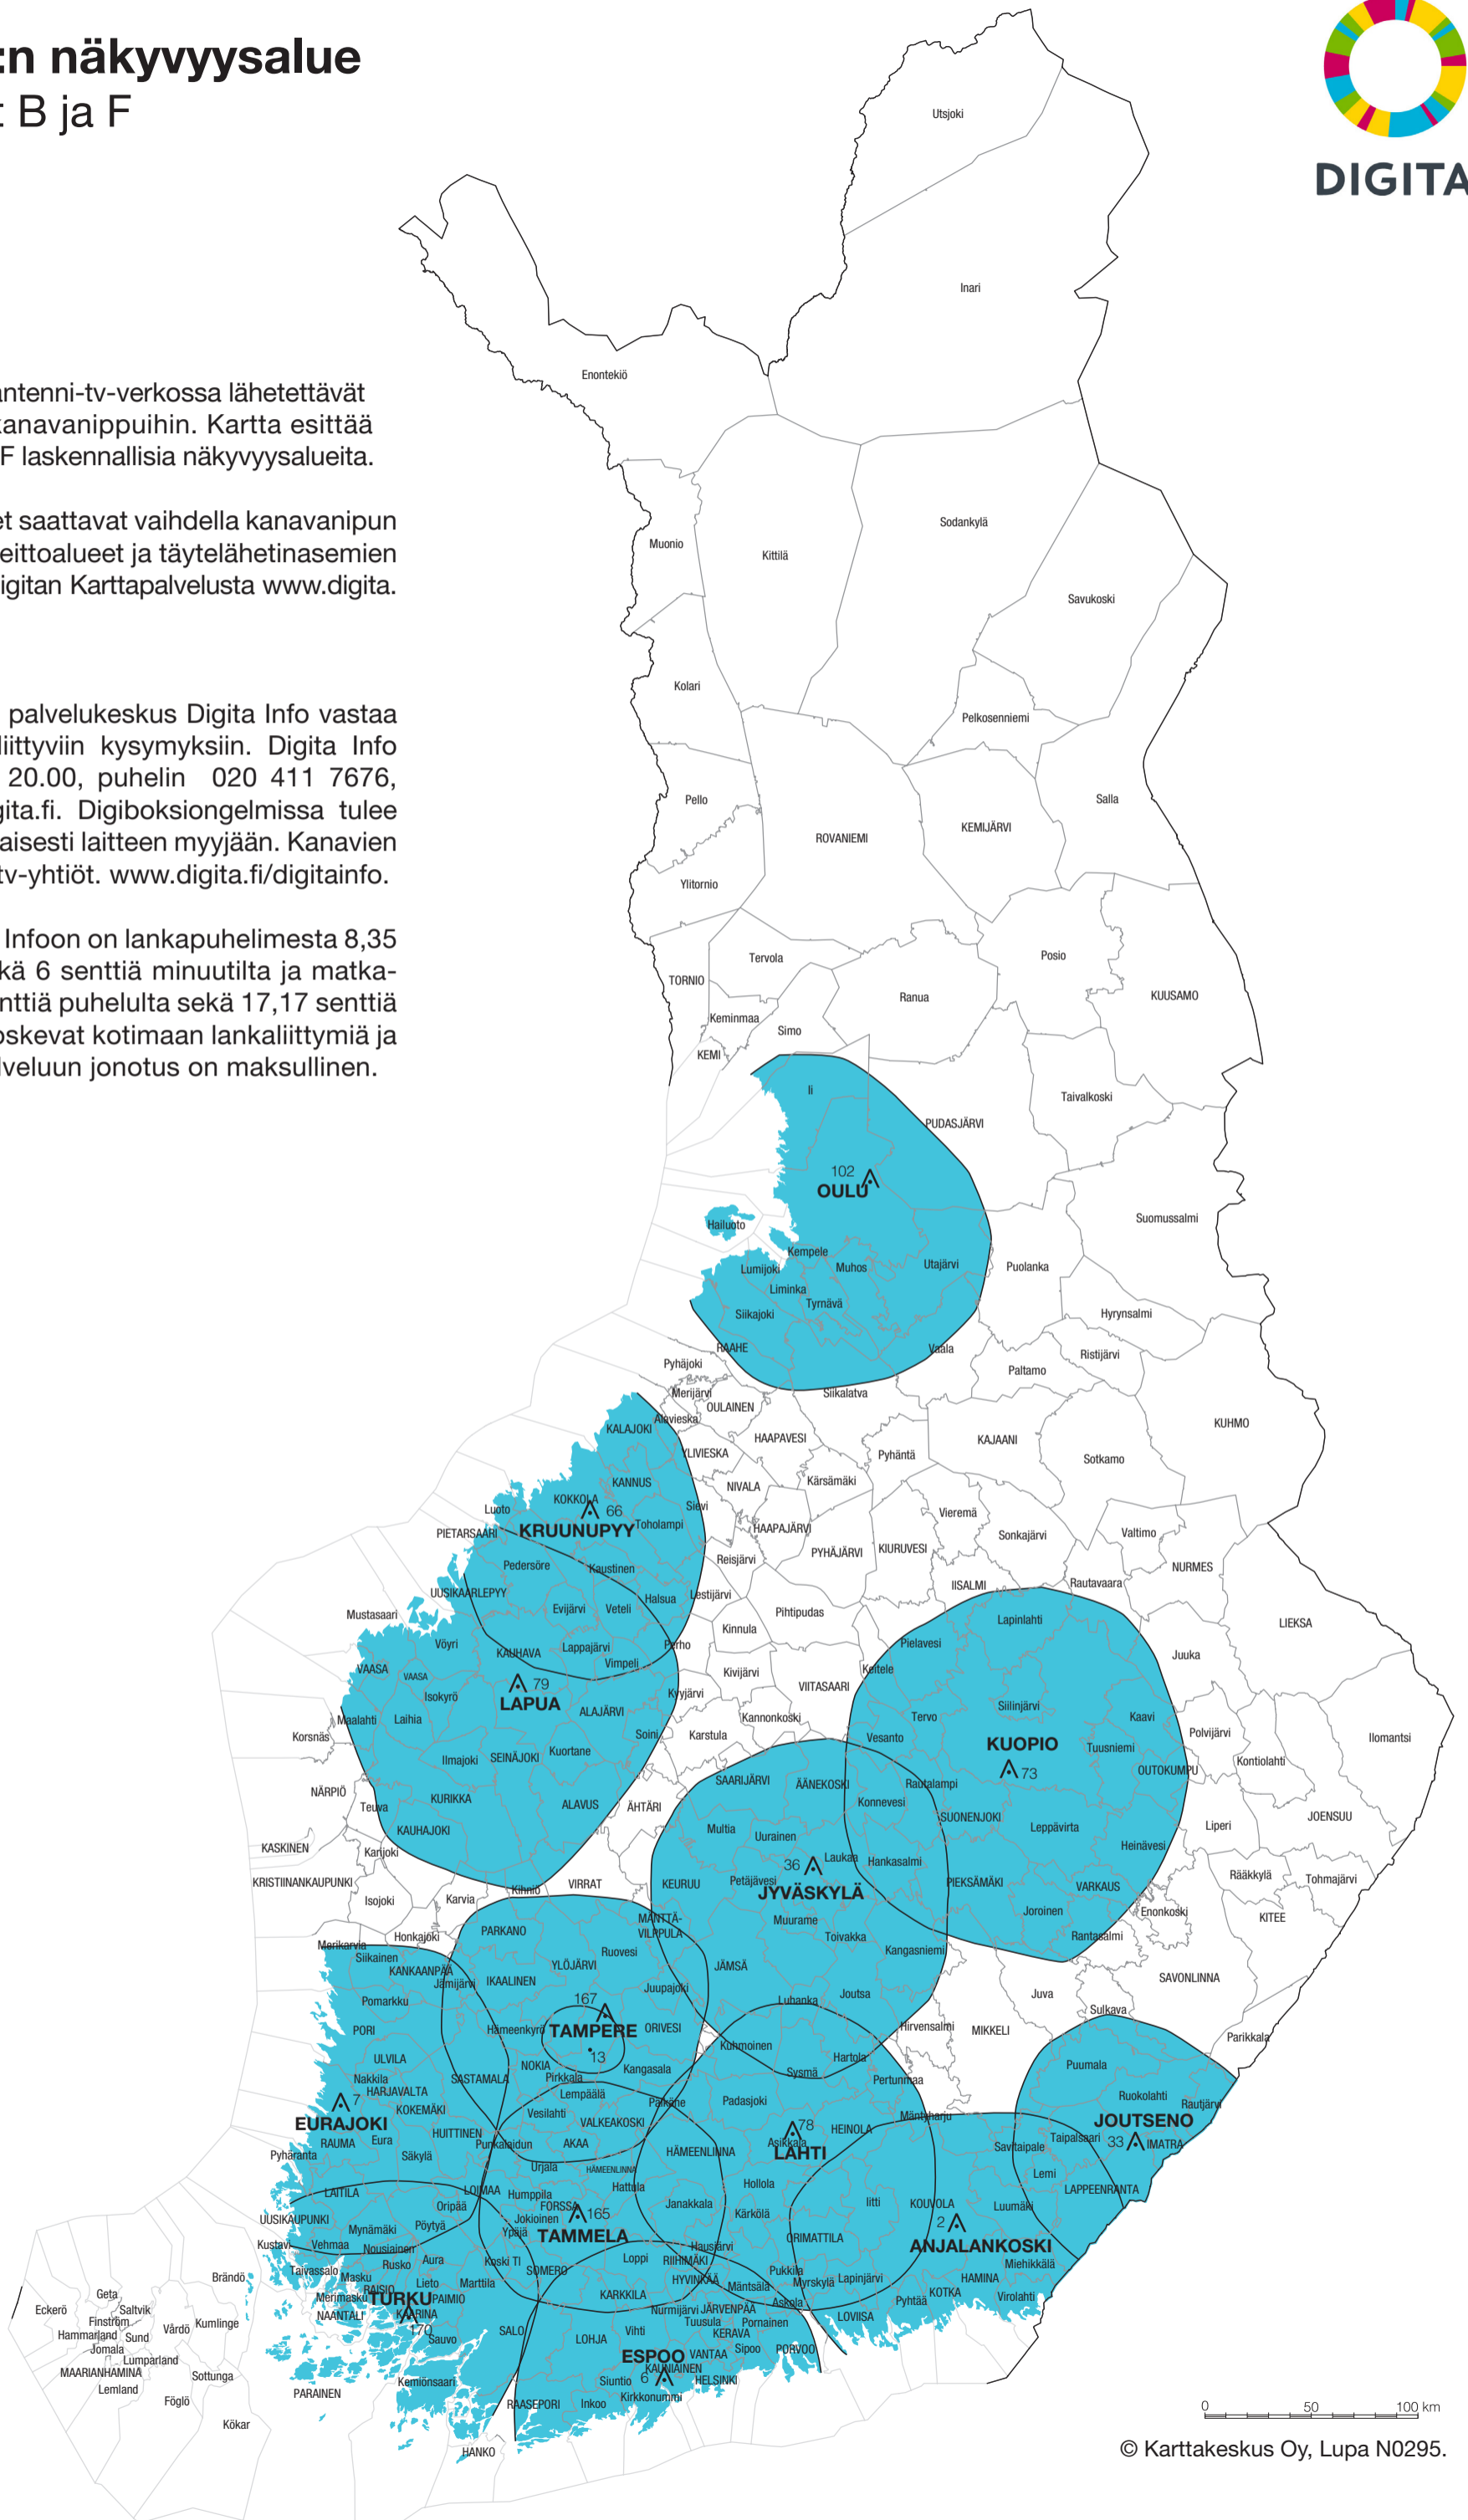 :n näkyvyysalue
: B ja F
DIGITA
antenni-tv-verkossa lähetettävät
kanavanippuihin. Kartta esittää
F laskennallisia näkyvyysalueita.
et saattavat vaihdella kanavanipun
eittoalueet ja täytelähetinasemien
igitan Karttapalvelusta www.digita.
palvelukeskus Digita Info vastaa
liittyviin kysymyksiin. Digita Info
20.00, puhelin 020 411 7676,
gita.fi. Digiboksiongelmissa tulee
aisesti laitteen myyjään. Kanavien
tv-yhtiöt. www.digita.fi/digitainfo.
Infoon on lankapuhelimesta 8,35
kä 6 senttiä minuutilta ja matka-
nttiä puhelulta sekä 17,17 senttiä
oskevat kotimaan lankaliittymiä ja
lveluun jonotus on maksullinen.
Utsjoki
Inari
Enontekiö
Sodankylä
Muonio
Kittilä
Savukoski
Kolari
Pelkosenniemi
Pello
Salla
KEMIJÄRVI
ROVANIEMI
Ylitornio
Tervola
Posio
TORNIO
KUUSAMO
Ranua
Keminmaa
Simo
KEMI
Ii
Taivalkoski
PUDASJÄRVI
102
OULU
Suomussalmi
Hailuoto
Kempele
Utajärvi
Puolanka
Muhos
Lumijoki
Liminka
Tyrnävä
Siikajoki
Hyrynsalmi
RAAHE
Vaala
Ristijärvi
Pyhäjoki
Paltamo
Merijärvi
Siikalatva
OULAINEN
Alavieska
KUHMO
KALAJOKI
HAAPAVESI
KAJAANI
YLIVIESKA
Pyhäntä
Sotkamo
KANNUS
Kärsämäki
NIVALA
KOKKOLA
Sievi
Luoto
66
Vieremä
Toholampi
HAAPAJÄRVI
KRUUNUPYY
PIETARSAARI
Sonkajärvi
Valtimo
KIURUVESI
PYHÄJÄRVI
Reisjärvi
Pedersöre
Kaustinen
NURMES
Rautavaara
IISALMI
UUSIKAARLEPYY
Lestijärvi
Halsua
Evijärvi
Veteli
Pihtipudas
Mustasaari
Lapinlahti
LIEKSA
Kinnula
Vöyri
Perho
Pielavesi
Lappajärvi
KAUHAVA
Juuka
Vimpeli
VAASA
Keitele
VAASA
Kivijärvi
79
VIITASAARI
Isokyrö
Kyyjärvi
LAPUA
Siilinjärvi
ALAJÄRVI
Kaavi
Tervo
Kannonkoski
Maalahti
Laihia
Soini
Karstula
Polvijärvi
Korsnäs
Vesanto
Ilomantsi
KUOPIO
Tuusniemi
Kuortane
SEINÄJOKI
Ilmajoki
Kontiolahti
OUTOKUMPU
73
SAARIJÄRVI
ÄÄNEKOSKI
Rautalampi
NÄRPIÖ
KURIKKA
Konnevesi
Teuva
ALAVUS
ÄHTÄRI
SUONENJOKI
JOENSUU
Liperi
Leppävirta
Multia
KAUHAJOKI
Uurainen
Heinävesi
KASKINEN
Karijoki
Laukaa
36
Hankasalmi
Rääkkylä
Tohmajärvi
KRISTIINANKAUPUNKI
Petäjävesi
PIEKSÄMÄKI
KEURUU
VIRRAT
VARKAUS
Kihniö
JYVÄSKYLÄ
Karvia
Isojoki
Joroinen
Enonkoski
KITEE
MÄNTTÄ-
VILPPULA
Muurame
PARKANO
Toivakka
Rantasalmi
Honkajoki
Merikarvia
Ruovesi
Kangasniemi
Siikainen
YLÖJÄRVI
JÄMSÄ
KANKAANPÄÄ
SAVONLINNA
IKAALINEN
Jämijärvi
Juupajoki
Joutsa
Juva
Luhanka
167
Pomarkku
Sulkava
Hirvensalmi
MIKKELI
ORIVESI
TAMPERE
Hämeenkyrö
PORI
Parikkala
Kuhmoinen
13
Hartola
ULVILA
Puumala
NOKIA
Kangasala
Sysmä
Pirkkala
Nakkila
SASTAMALA
Pertunmaa
HARJAVALTA
Lempäälä
Ruokolahti
7
Padasjoki
Pälkäne
Rautjärvi
KOKEMÄKI
Vesilahti
Mäntyharju
EURAJOKI
VALKEAKOSKI
JOUTSENO
78
HEINOLA
HUITTINEN
Taipalsaari
33
IMATRA
RAUMA
Eura
Punkalaidun
AKAA
Asikkala
Savitaipale
LAHTI
HÄMEENLINNA
Pyhäranta
Säkylä
Urjala
HÄMEENLINNA
Lemi
Hollola
LAPPEENRANTA
Hattula
LOIMAA
LAITILA
Humppila
Iitti
KOUVOLA
Janakkala
Luumäki
Oripää
FORSSA
165
Kärkölä
UUSIKAUPUNKI
Jokioinen
2
Pöytyä
Mynämäki
Ypäjä
TAMMELA
ORIMATTILA
ANJALANKOSKI
Kustavi
Vehmaa
Nousiainen
Hausjärvi
Loppi
RIIHIMÄKI
Koski Tl
Aura
Rusko
Miehikkälä
SOMERO
Taivassalo
Pukkila
Masku
Brändö
HYVINKÄÄ
Lapinjärvi
Lieto
Marttila
Myrskylä
HAMINA
Mäntsälä
RAISIO
KOTKA
Geta
KARKKILA
Merimasku
TURKU
PAIMIO
Virolahti
Askola
Pyhtää
Eckerö
Saltvik
Nurmijärvi
JÄRVENPÄÄ
NAANTALI
KAARINA
LOVIISA
Finström
Kumlinge
Tuusula
Pornainen
Vårdö
170
SALO
Vihti
KERAVA
Hammarland
Sund
LOHJA
Sauvo
Sipoo
PORVOO
Jomala
ESPOO
VANTAA
Lumparland
KAUNIAINEN
MAARIANHAMINA
Sottunga
6
HELSINKI
Siuntio
Kemiönsaari
Lemland
PARAINEN
Kirkkonummi
Föglö
RAASEPORI
Inkoo
0 50 100 km
Kökar
HANKO
© Karttakeskus Oy, Lupa N0295.